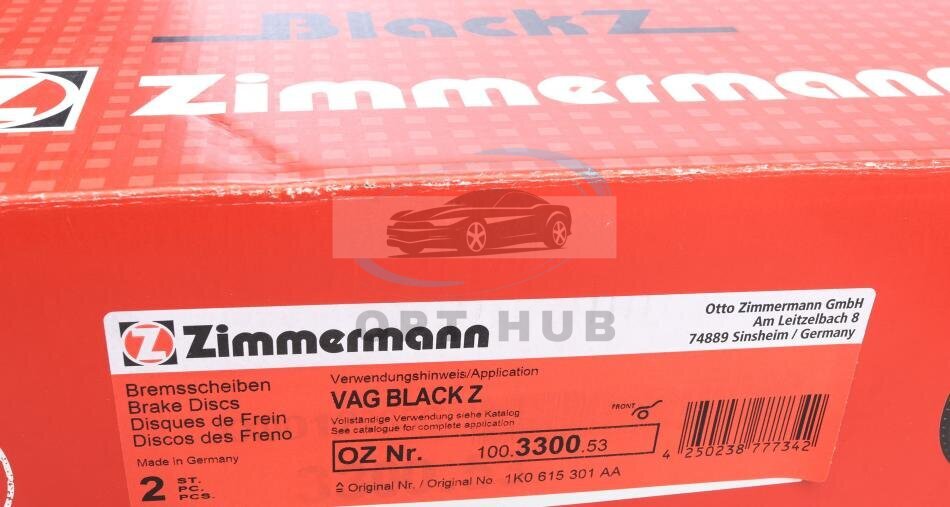 BlackZ
Z Zimmermann
OPT HUB
Z Zimmermann
Otto Zimmermann GmbH
Am Leitzelbach 8
74889 Sinsheim / Germany
Bremsscheiben
Brake Discs
Disques de Frein
Discos des Freno
Made in Germany
2 ST.
PC.
PCS.
Verwendungshinweis/Application
VAG BLACK Z
Vollständige Verwendung siehe Katalog
See catalogue for complete application
FRONT
OZ Nr. 100.3300.53
Original Nr. / Original No. 1K0 615 301 AA
4 250238 777342